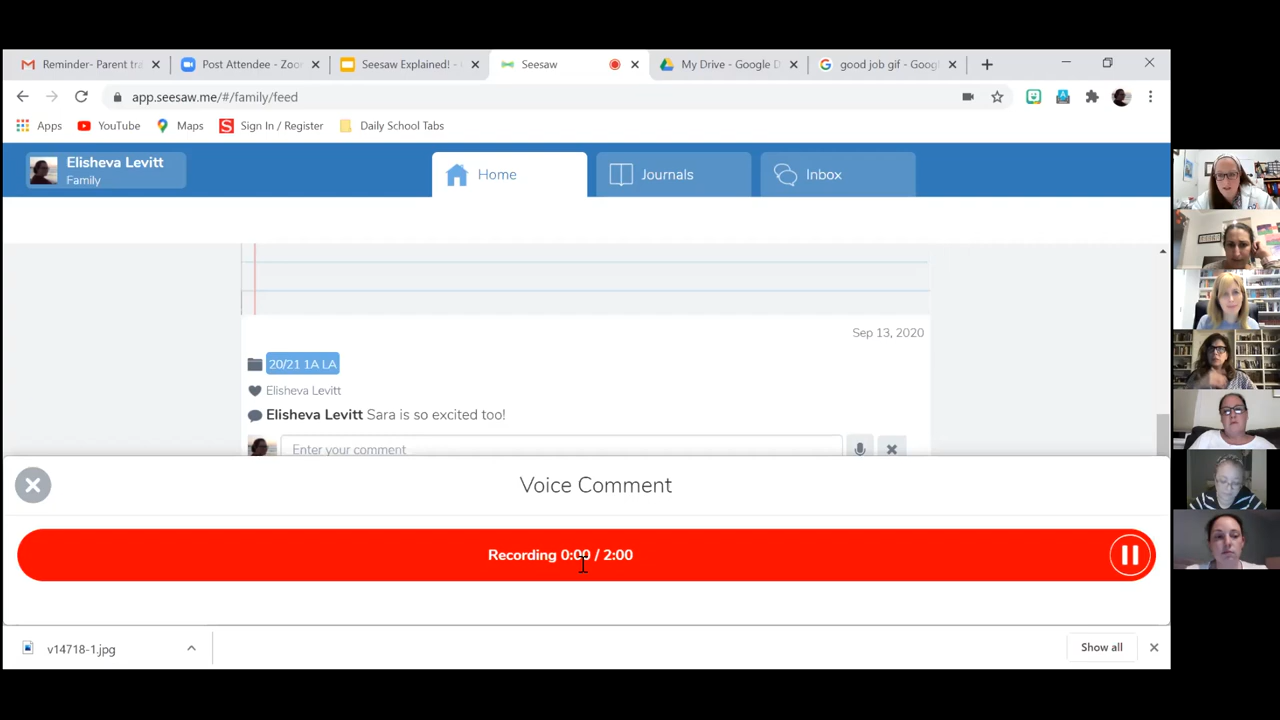 Reminder- Parent tra
Post Attendee - Zoo
Seesaw Explained! -
Seesaw
My Drive - Google D
good job gif - Googl
app.seesaw.me/#/family/feed
Apps
YouTube
Maps
Sign In / Register
Daily School Tabs
Elisheva Levitt
Family
Home
Journals
Inbox
Sep 13, 2020
20/21 1A LA
Elisheva Levitt
Elisheva Levitt Sara is so excited too!
Enter your comment
Voice Comment
Recording 0:00 / 2:00
v14718-1.jpg
Show all